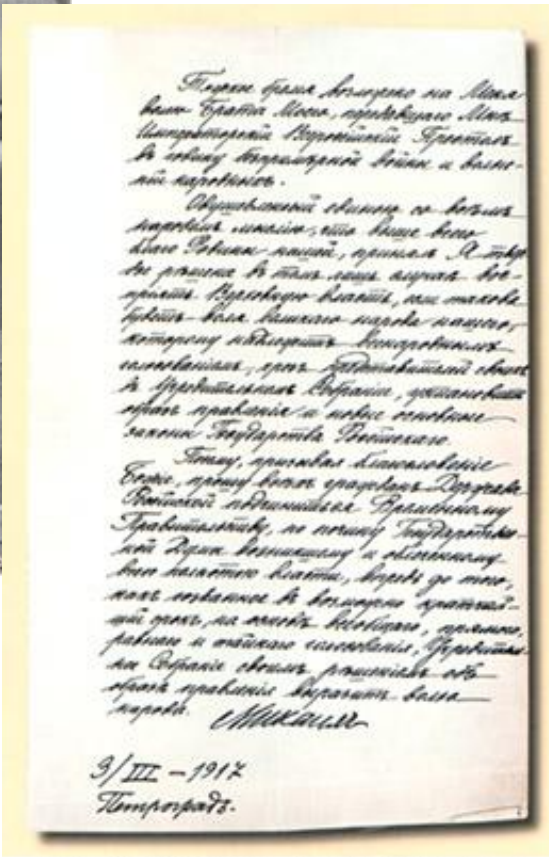 Тяжкое бремя возложено на Меня
волею Брата Моего, передавшаго Мнѣ
Императорскій Всероссійскій Престолъ
въ годину безпримѣрной войны и волне-
ній народныхъ.
Одушевленный единою со всѣмъ
народомъ мыслію, что выше всего
благо Родины нашей, принялъ Я твер-
дое рѣшеніе въ томъ лишь случаѣ вос-
пріять Верховную власть, если такова
будетъ воля великаго народа нашего,
которому надлежитъ всенароднымъ
голосованіемъ, чрезъ представителей своихъ
въ Учредительномъ Собраніи, установить
образъ правленія и новые основные
законы Государства Россійскаго.
Посему, призывая благословеніе
Божіе, прошу всѣхъ гражданъ Державы
Россійской подчиниться Временному
Правительству, по почину Государствен-
ной Думы возникшему и облеченному
всею полнотою власти, впредь до того,
какъ созванное въ возможно кратчай-
шій срокъ, на основѣ всеобщаго, прямого,
равнаго и тайнаго голосованія, Учредитель-
ное Собраніе своимъ рѣшеніемъ объ
образѣ правленія выразитъ волю
народа.
Михаилъ
3/III – 1917
Петроградъ.